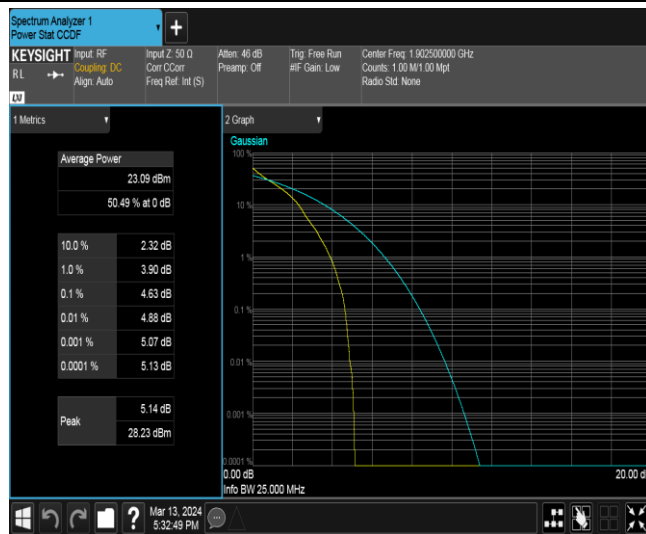 Spectrum Analyzer 1
Power Stat CCDF
+
KEYSIGHT
RL
LXI
Input: RF
Coupling: DC
Align: Auto
Input Z: 50 Ω
Corr CCorr
Freq Ref: Int (S)
Atten: 46 dB
Preamp: Off
Trig: Free Run
#IF Gain: Low
Center Freq: 1.902500000 GHz
Counts: 1.00 M/1.00 Mpt
Radio Std: None
1 Metrics
Average Power
23.09 dBm
50.49 % at 0 dB
10.0 % 2.32 dB
1.0 % 3.90 dB
0.1 % 4.63 dB
0.01 % 4.88 dB
0.001 % 5.07 dB
0.0001 % 5.13 dB
Peak
5.14 dB
28.23 dBm
2 Graph
Gaussian
100 %
10 %
1 %
0.1 %
0.01 %
0.001 %
0.0001 %
0.00 dB
20.00 d
Info BW 25.000 MHz
?
Mar 13, 2024
5:32:49 PM